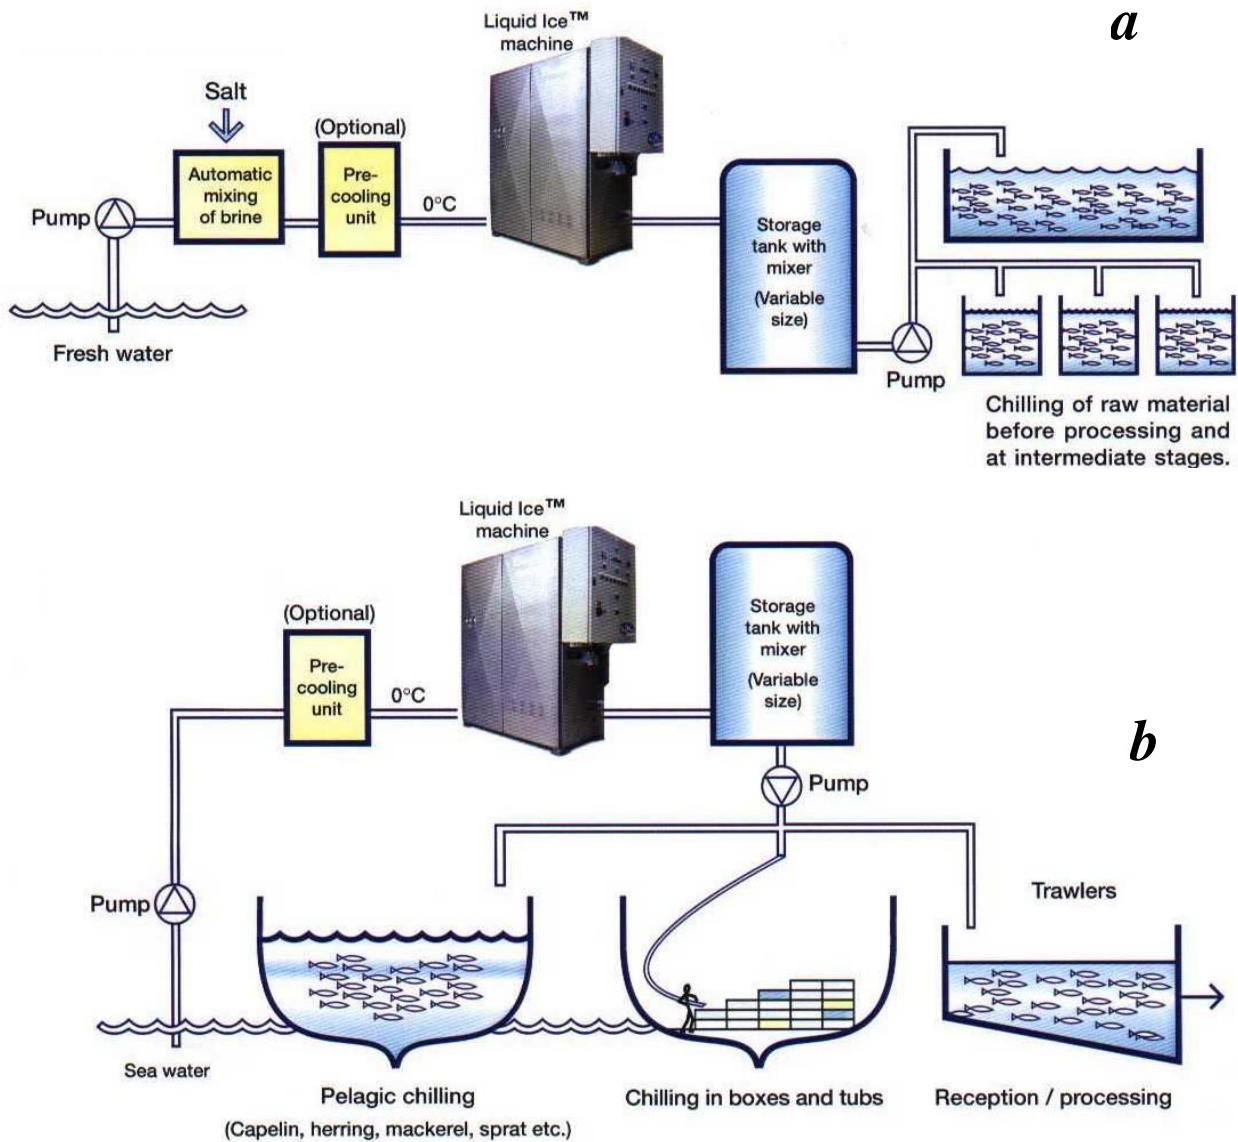 Liquid Ice™
machine
a
Salt
(Optional)
Automatic
mixing
of brine
Pre-
cooling
unit
0°C
Pump
Storage
tank with
mixer
(Variable
size)
Fresh water
Pump
Chilling of raw material
before processing and
at intermediate stages.
Liquid Ice™
machine
(Optional)
Pre-
cooling
unit
0°C
Storage
tank with
mixer
(Variable
size)
b
Pump
Pump
Trawlers
Sea water
Pelagic chilling
(Capelin, herring, mackerel, sprat etc.)
Chilling in boxes and tubs
Reception / processing